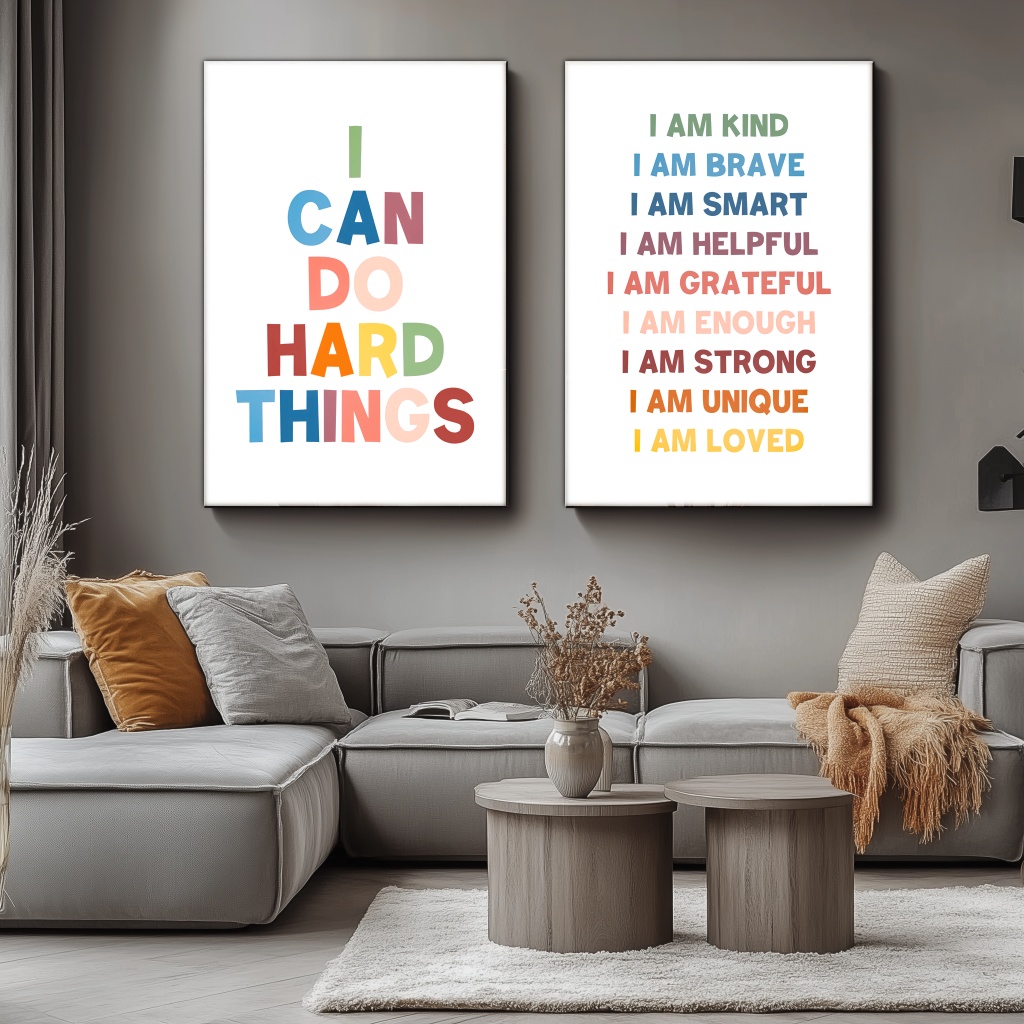 I
CAN
DO
HARD
THINGS
I AM KIND
I AM BRAVE
I AM SMART
I AM HELPFUL
I AM GRATEFUL
I AM ENOUGH
I AM STRONG
I AM UNIQUE
I AM LOVED